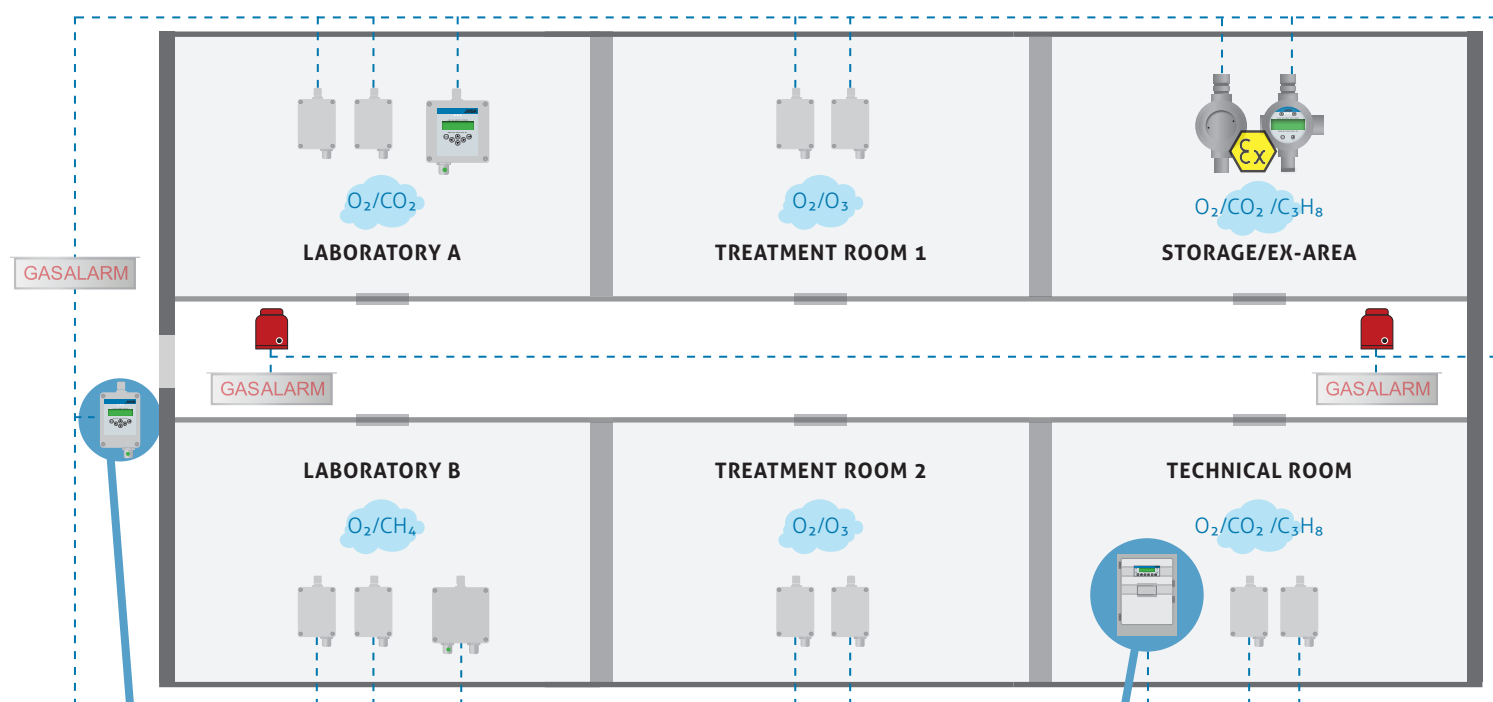 O₂/CO₂
O₂/O₃
Ex
O₂/CO₂ /C₃H₈
LABORATORY A
TREATMENT ROOM 1
STORAGE/EX-AREA
GASALARM
GASALARM
GASALARM
LABORATORY B
TREATMENT ROOM 2
TECHNICAL ROOM
O₂/CH₄
O₂/O₃
O₂/CO₂ /C₃H₈